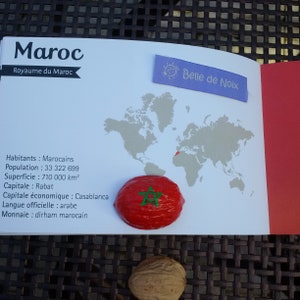 Maroc
Royaume du Maroc
Belle de Noix
Habitants : Marocains
Population : 33 322 699
Superficie : 710 000 km²
Capitale : Rabat
Capitale économique : Casablanca
Langue officielle : arabe
Monnaie : dirham marocain